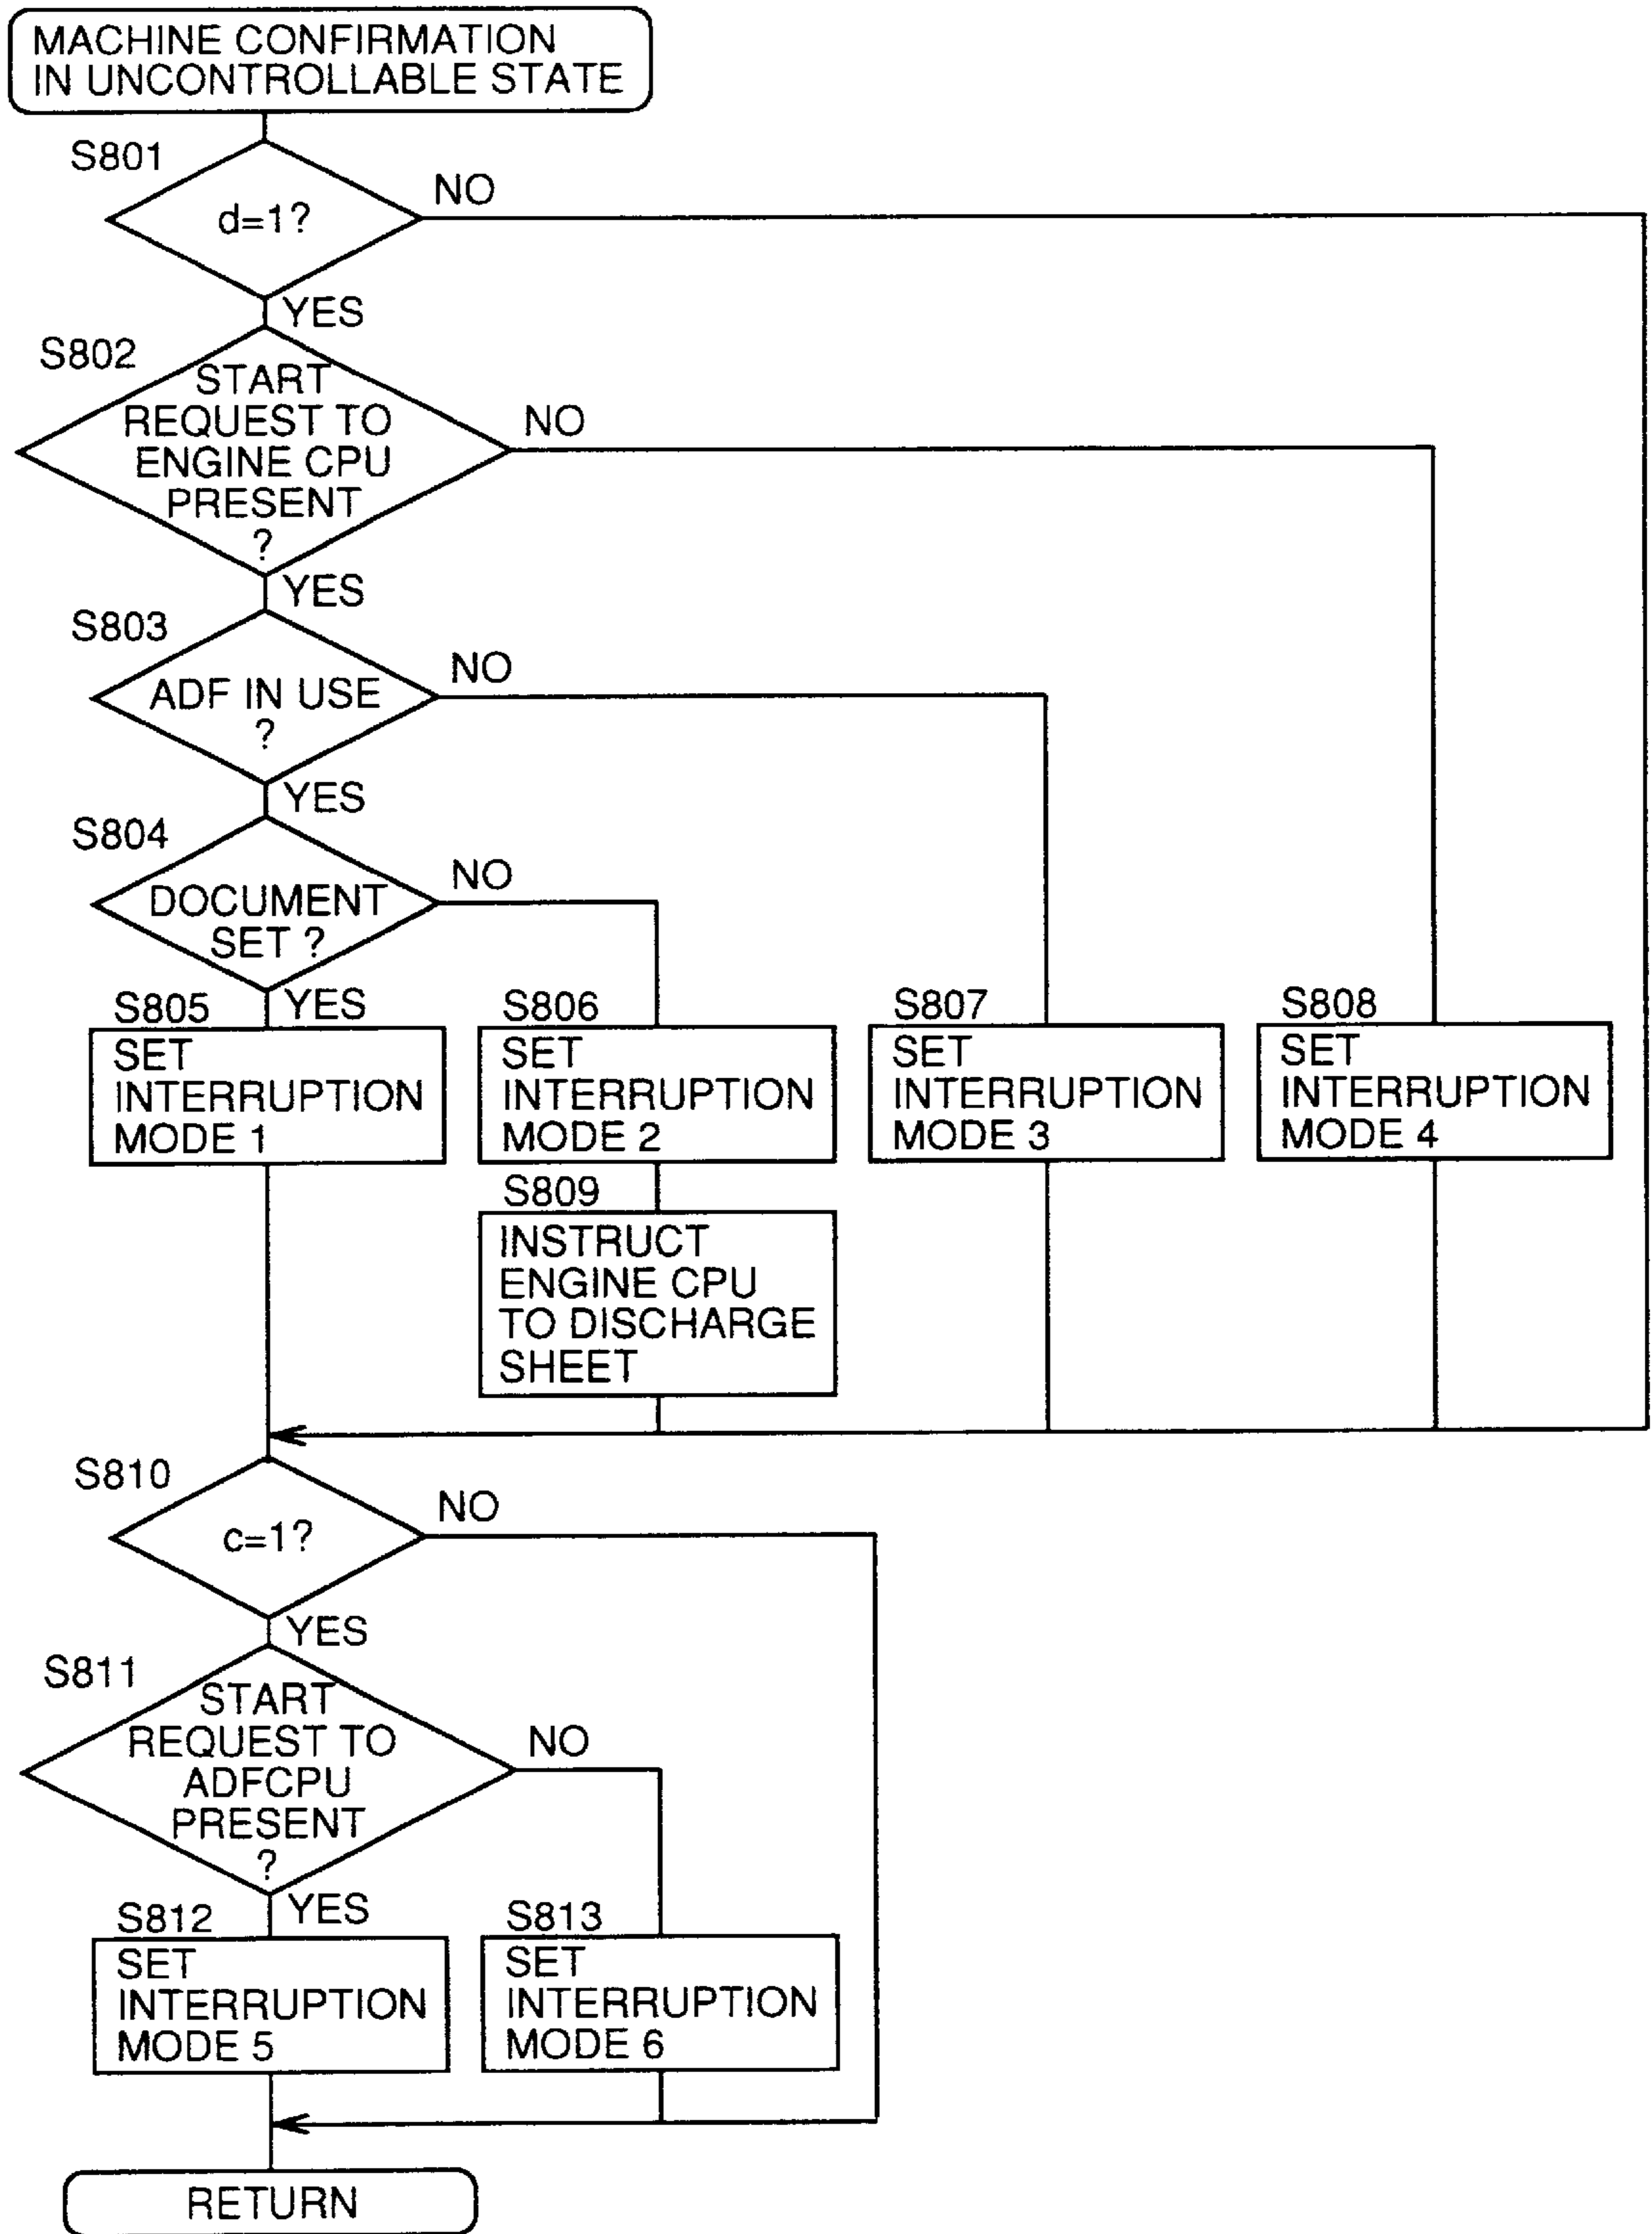 MACHINE CONFIRMATION
IN UNCONTROLLABLE STATE
S801
d=1?
NO
YES
S802
START
REQUEST TO
ENGINE CPU
PRESENT
?
NO
YES
S803
ADF IN USE
?
NO
YES
S804
DOCUMENT
SET ?
NO
YES
S805
SET
INTERRUPTION
MODE 1
S806
SET
INTERRUPTION
MODE 2
S807
SET
INTERRUPTION
MODE 3
S808
SET
INTERRUPTION
MODE 4
S809
INSTRUCT
ENGINE CPU
TO DISCHARGE
SHEET
S810
c=1?
NO
YES
S811
START
REQUEST TO
ADFCPU
PRESENT
?
NO
YES
S812
SET
INTERRUPTION
MODE 5
S813
SET
INTERRUPTION
MODE 6
RETURN